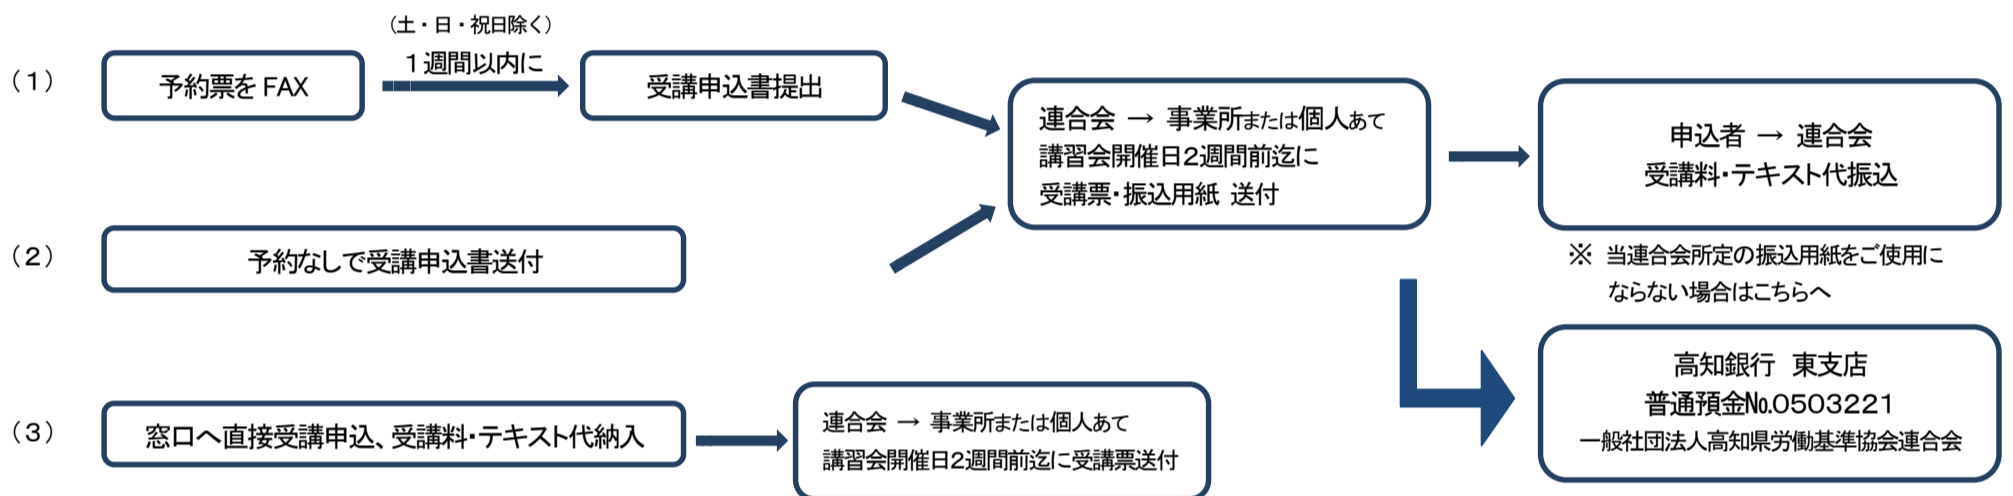 (土・日・祝日除く)
(1)
予約票を FAX
1週間以内に
受講申込書提出
連合会 → 事業所または個人あて
講習会開催日2週間前迄に
受講票・振込用紙 送付
申込者 → 連合会
受講料・テキスト代振込
(2)
予約なしで受講申込書送付
※ 当連合会所定の振込用紙をご使用に
ならない場合はこちらへ
高知銀行 東支店
普通預金№0503221
一般社団法人高知県労働基準協会連合会
(3)
窓口へ直接受講申込、受講料・テキスト代納入
連合会 → 事業所または個人あて
講習会開催日2週間前迄に受講票送付